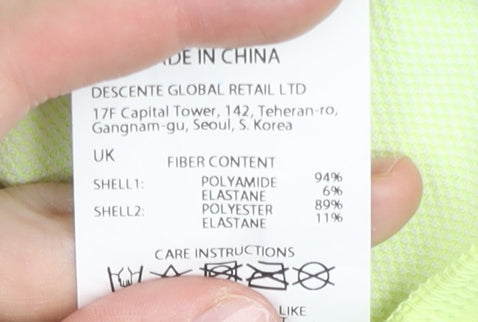 MADE IN CHINA
DESCENTE GLOBAL RETAIL LTD
17F Capital Tower, 142, Teheran-ro,
Gangnam-gu, Seoul, S. Korea
UK
FIBER CONTENT
SHELL1: POLYAMIDE 94%
ELASTANE 6%
SHELL2: POLYESTER 89%
ELASTANE 11%
CARE INSTRUCTIONS
LIKE